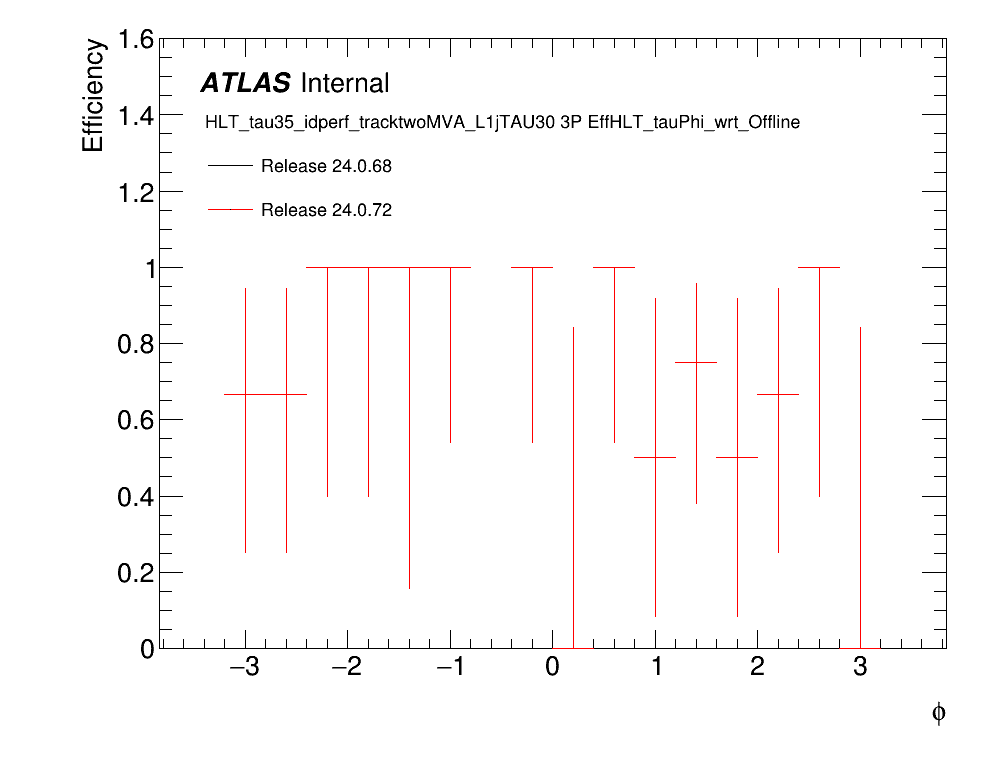 Efficiency
1.6
1.4
1.2
1
0.8
0.6
0.4
0.2
0
ATLAS Internal
HLT_tau35_idperf_tracktwoMVA_L1jTAU30 3P EffHLT_tauPhi_wrt_Offline
Release 24.0.68
Release 24.0.72
−3 −2 −1 0 1 2 3
ϕ